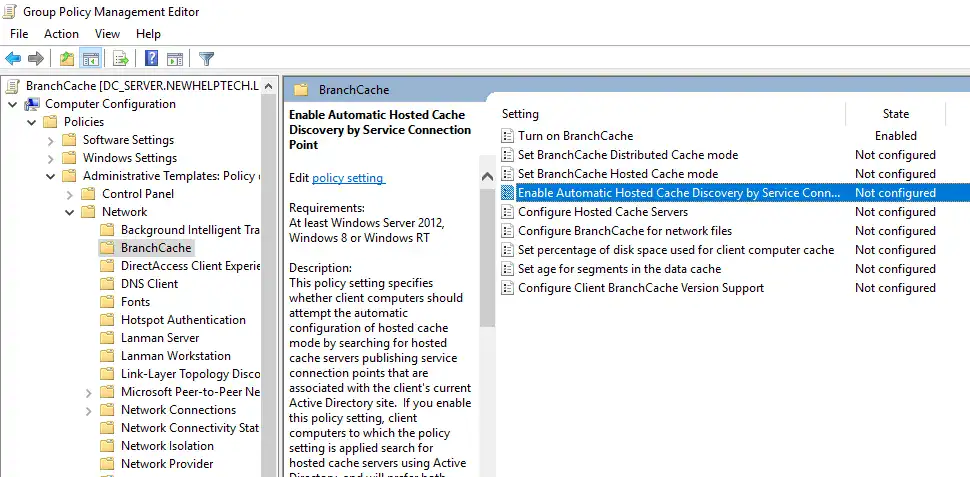 Group Policy Management Editor
File Action View Help
BranchCache [DC_SERVER.NEWHELPTECH.L
Computer Configuration
Policies
Software Settings
Windows Settings
Administrative Templates: Policy
Control Panel
Network
Background Intelligent Tra
BranchCache
DirectAccess Client Experie
DNS Client
Fonts
Hotspot Authentication
Lanman Server
Lanman Workstation
Link-Layer Topology Disco
Microsoft Peer-to-Peer Ne
Network Connections
Network Connectivity Stat
Network Isolation
Network Provider
BranchCache
Enable Automatic Hosted Cache
Discovery by Service Connection
Point
Edit policy setting
Requirements:
At least Windows Server 2012,
Windows 8 or Windows RT
Description:
This policy setting specifies
whether client computers should
attempt the automatic
configuration of hosted cache
mode by searching for hosted
cache servers publishing service
connection points that are
associated with the client's current
Active Directory site. If you enable
this policy setting, client
computers to which the policy
setting is applied search for
hosted cache servers using Active
Directory, and will prefer both
Setting State
Turn on BranchCache Enabled
Set BranchCache Distributed Cache mode Not configured
Set BranchCache Hosted Cache mode Not configured
Enable Automatic Hosted Cache Discovery by Service Conn... Not configured
Configure Hosted Cache Servers Not configured
Configure BranchCache for network files Not configured
Set percentage of disk space used for client computer cache Not configured
Set age for segments in the data cache Not configured
Configure Client BranchCache Version Support Not configured